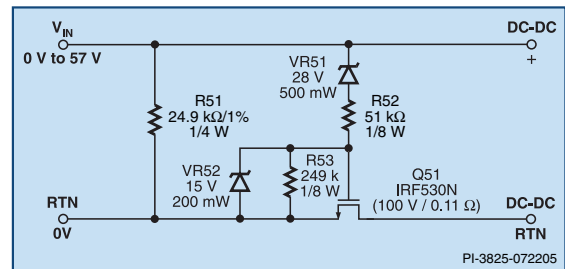 V_IN
0 V to 57 V
DC-DC
+
VR51
28 V
500 mW
R51
24.9 kΩ/1%
1/4 W
R52
51 kΩ
1/8 W
VR52
15 V
200 mW
R53
249 k
1/8 W
Q51
IRF530N
(100 V / 0.11 Ω)
RTN
0V
DC-DC
RTN
PI-3825-072205